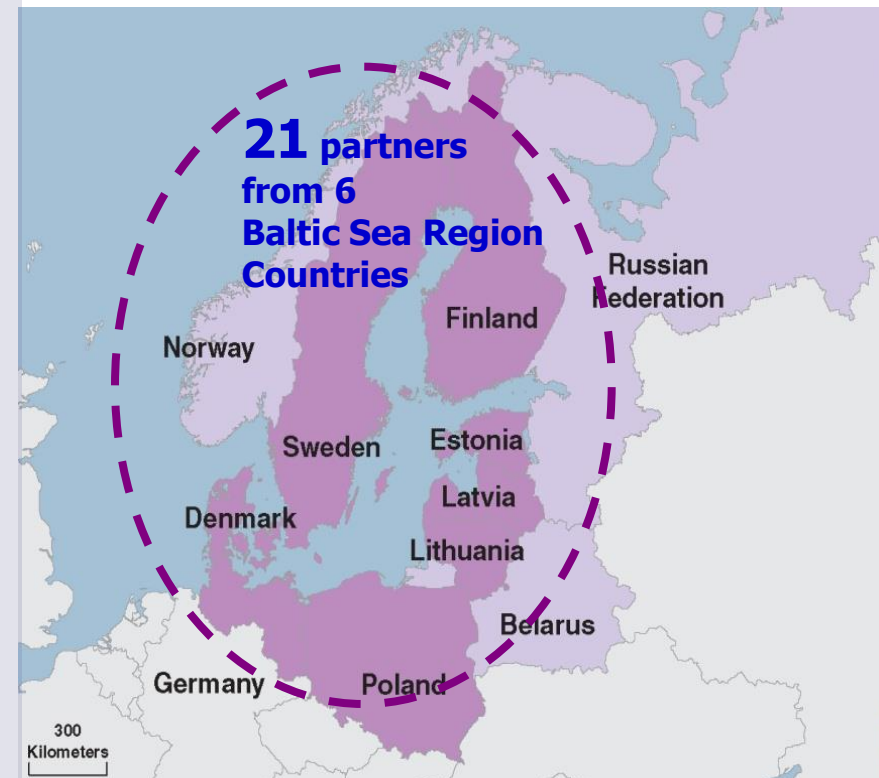 21 partners
from 6
Baltic Sea Region
Countries
Russian
Federation
Finland
Norway
Sweden
Estonia
Latvia
Denmark
Lithuania
Belarus
Germany
Poland
300
Kilometers